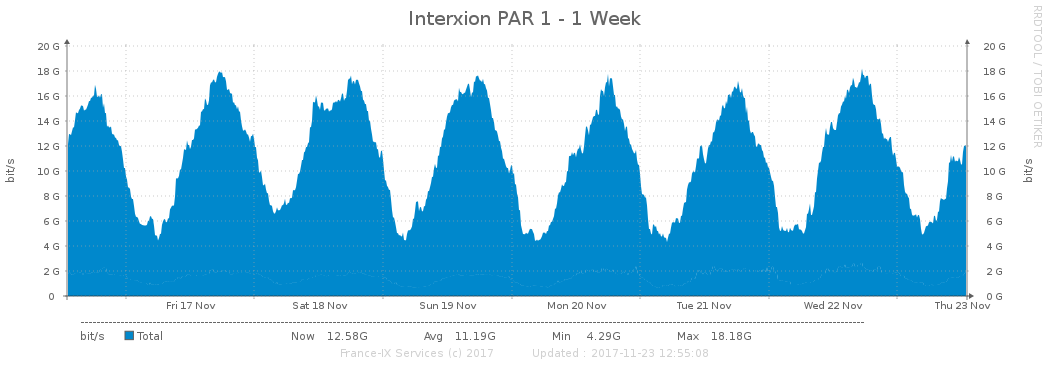 Interxion PAR 1 - 1 Week
RRDTOOL / TOBI OETIKER
bit/s
20 G 20 G
18 G 18 G
16 G 16 G
14 G 14 G
12 G 12 G
10 G 10 G
8 G 8 G
6 G 6 G
4 G 4 G
2 G 2 G
0 0 G
bit/s
Fri 17 Nov Sat 18 Nov Sun 19 Nov Mon 20 Nov Tue 21 Nov Wed 22 Nov Thu 23 Nov
bit/s Total Now 12.58G Avg 11.19G Min 4.29G Max 18.18G
France-IX Services (c) 2017 Updated : 2017-11-23 12:55:08